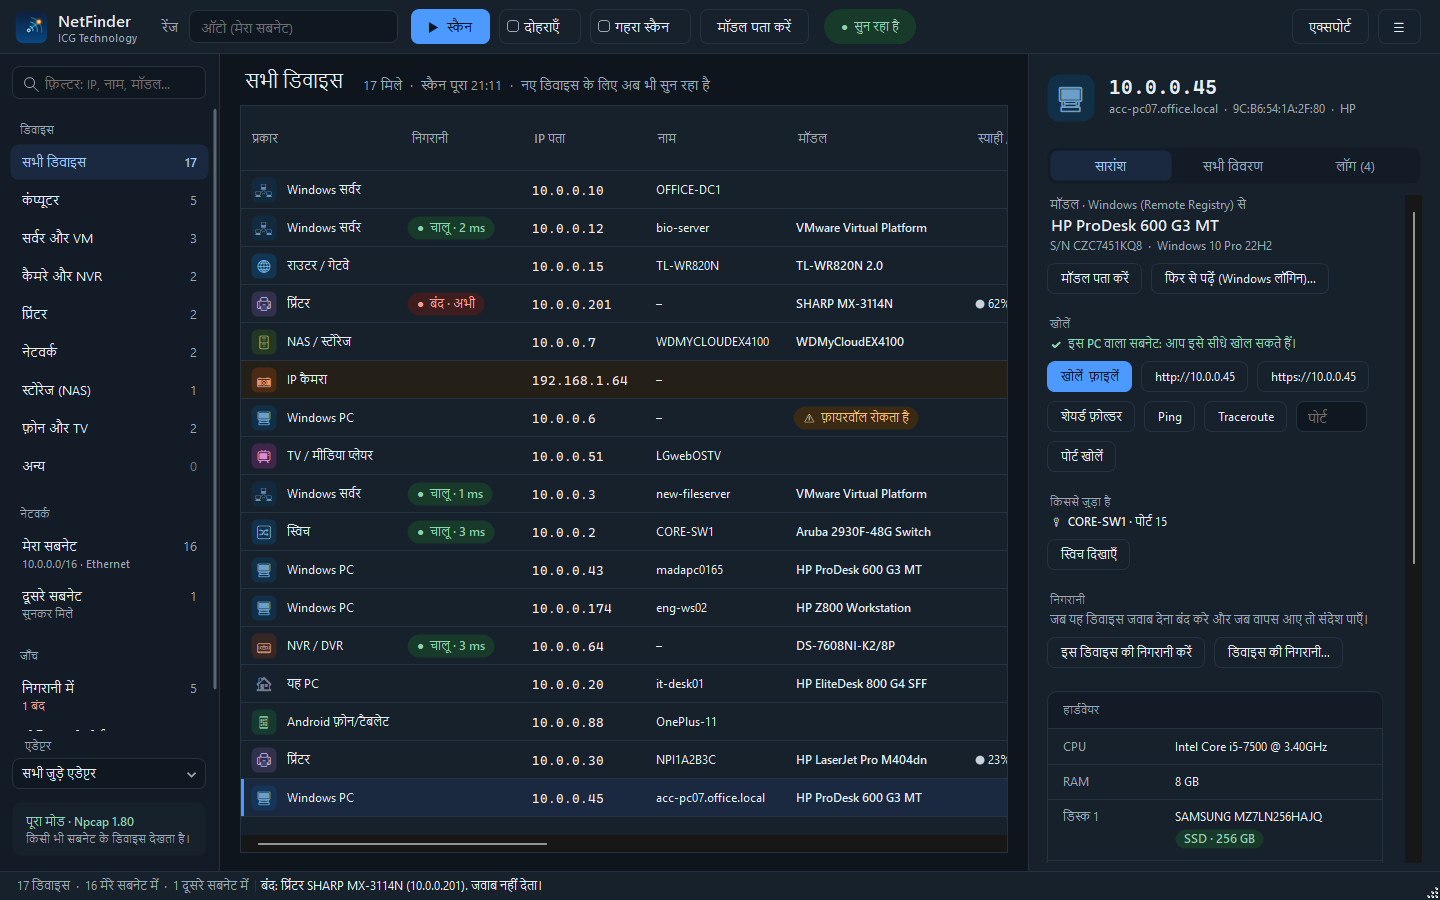 NetFinder
ICG Technology
रेंज
ऑटो (मेरा सबनेट)
▶ स्कैन
दोहराएँ
गहरा स्कैन
मॉडल पता करें
● सुन रहा है
एक्सपोर्ट
☰
फ़िल्टर: IP, नाम, मॉडल...
डिवाइस
सभी डिवाइस 17
कंप्यूटर 5
सर्वर और VM 3
कैमरे और NVR 2
प्रिंटर 2
नेटवर्क 2
स्टोरेज (NAS) 1
फ़ोन और TV 2
अन्य 0
नेटवर्क
मेरा सबनेट 16
10.0.0.0/16 · Ethernet
दूसरे सबनेट 1
सुनकर मिले
जाँच
निगरानी में 5
1 बंद
एडेप्टर
सभी जुड़े एडेप्टर
पूरा मोड · Npcap 1.80
किसी भी सबनेट के डिवाइस देखता है।
सभी डिवाइस 17 मिले · स्कैन पूरा 21:11 · नए डिवाइस के लिए अब भी सुन रहा है
प्रकार निगरानी IP पता नाम मॉडल स्याही
Windows सर्वर 10.0.0.10 OFFICE-DC1
Windows सर्वर ● चालू · 2 ms 10.0.0.12 bio-server VMware Virtual Platform
राउटर / गेटवे 10.0.0.15 TL-WR820N TL-WR820N 2.0
प्रिंटर ● बंद · अभी 10.0.0.201 – SHARP MX-3114N 62%
NAS / स्टोरेज 10.0.0.7 WDMYCLOUDEX4100 WDMyCloudEX4100
IP कैमरा 192.168.1.64 –
Windows PC 10.0.0.6 – ⚠ फ़ायरवॉल रोकता है
TV / मीडिया प्लेयर 10.0.0.51 LGwebOSTV
Windows सर्वर ● चालू · 1 ms 10.0.0.3 new-fileserver VMware Virtual Platform
स्विच ● चालू · 3 ms 10.0.0.2 CORE-SW1 Aruba 2930F-48G Switch
Windows PC 10.0.0.43 madapc0165 HP ProDesk 600 G3 MT
Windows PC 10.0.0.174 eng-ws02 HP Z800 Workstation
NVR / DVR ● चालू · 3 ms 10.0.0.64 – DS-7608NI-K2/8P
यह PC 10.0.0.20 it-desk01 HP EliteDesk 800 G4 SFF
Android फ़ोन/टैबलेट 10.0.0.88 OnePlus-11
प्रिंटर 10.0.0.30 NPI1A2B3C HP LaserJet Pro M404dn 23%
Windows PC 10.0.0.45 acc-pc07.office.local HP ProDesk 600 G3 MT
10.0.0.45
acc-pc07.office.local · 9C:B6:54:1A:2F:80 · HP
सारांश सभी विवरण लॉग (4)
मॉडल · Windows (Remote Registry) से
HP ProDesk 600 G3 MT
S/N CZC7451KQ8 · Windows 10 Pro 22H2
मॉडल पता करें फिर से पढ़ें (Windows लॉगिन)...
खोलें
✔ इस PC वाला सबनेट: आप इसे सीधे खोल सकते हैं।
खोलें फ़ाइलें http://10.0.0.45 https://10.0.0.45
शेयर्ड फ़ोल्डर Ping Traceroute पोर्ट
पोर्ट खोलें
किससे जुड़ा है
CORE-SW1 · पोर्ट 15
स्विच दिखाएँ
निगरानी
जब यह डिवाइस जवाब देना बंद करे और जब वापस आए तो संदेश पाएँ।
इस डिवाइस की निगरानी करें डिवाइस की निगरानी...
हार्डवेयर
CPU Intel Core i5-7500 @ 3.40GHz
RAM 8 GB
डिस्क 1 SAMSUNG MZ7LN256HAJQ
SSD · 256 GB
17 डिवाइस · 16 मेरे सबनेट में · 1 दूसरे सबनेट में बंद: प्रिंटर SHARP MX-3114N (10.0.0.201). जवाब नहीं देता।